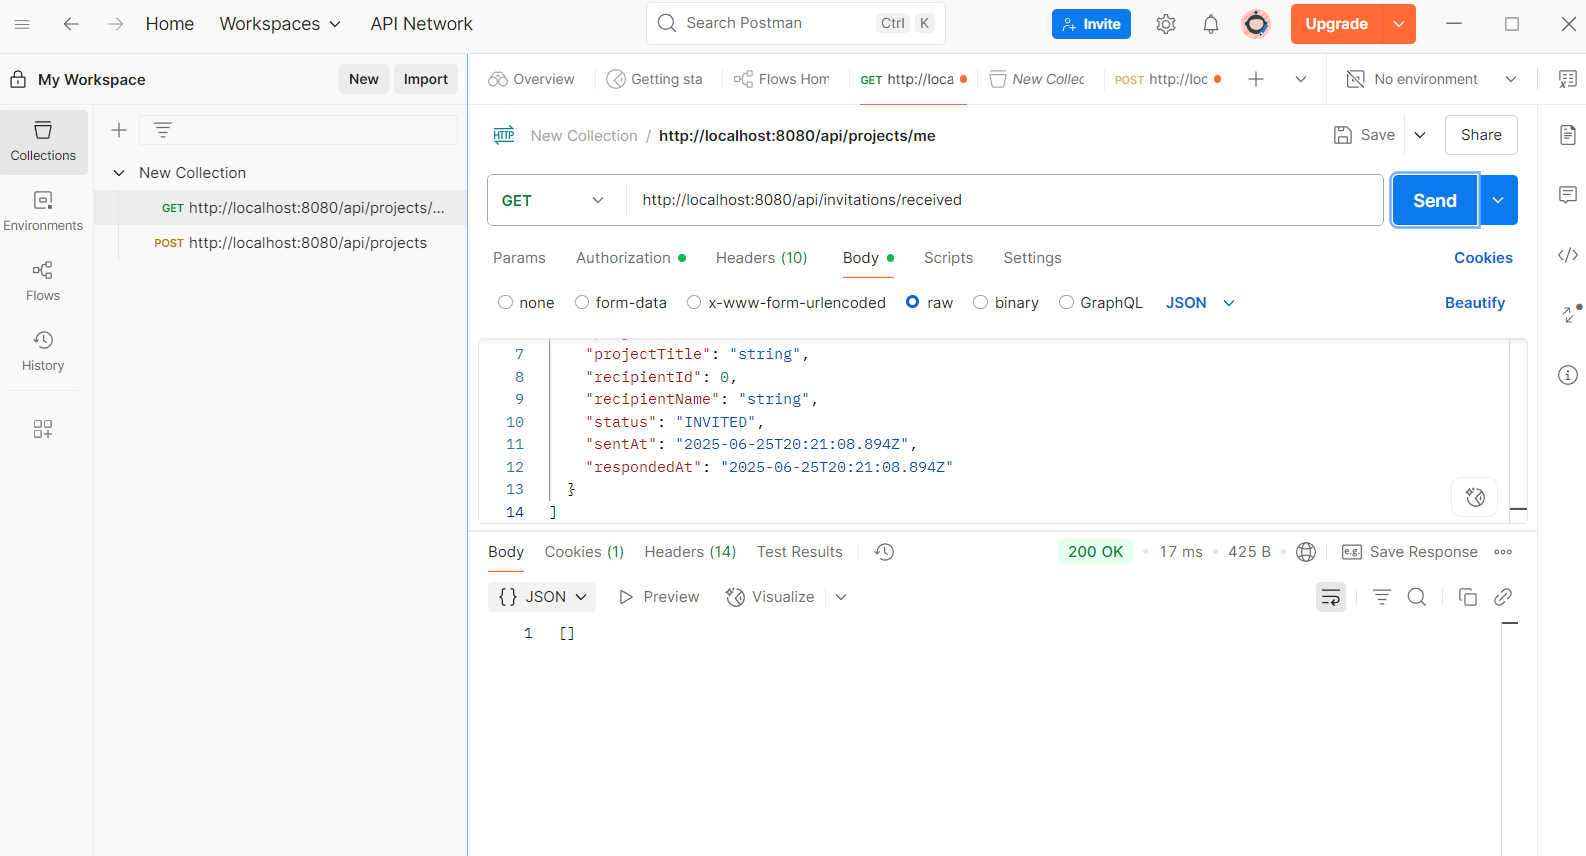 Home
Workspaces
API Network
Search Postman
Ctrl K
Invite
Upgrade
My Workspace
New
Import
Overview
Getting sta
Flows Hom
GET http://loca
New Collec
POST http://loc
No environment
Collections
Environments
Flows
History
New Collection
GET http://localhost:8080/api/projects/...
POST http://localhost:8080/api/projects
HTTP New Collection / http://localhost:8080/api/projects/me
Save
Share
GET
http://localhost:8080/api/invitations/received
Send
Params Authorization Headers (10) Body Scripts Settings
Cookies
none form-data x-www-form-urlencoded raw binary GraphQL JSON
Beautify
7 "projectTitle": "string",
8 "recipientId": 0,
9 "recipientName": "string",
10 "status": "INVITED",
11 "sentAt": "2025-06-25T20:21:08.894Z",
12 "respondedAt": "2025-06-25T20:21:08.894Z"
13 }
14 ]
Body Cookies (1) Headers (14) Test Results
200 OK 17 ms 425 B
e.g. Save Response
{} JSON Preview Visualize
1 []